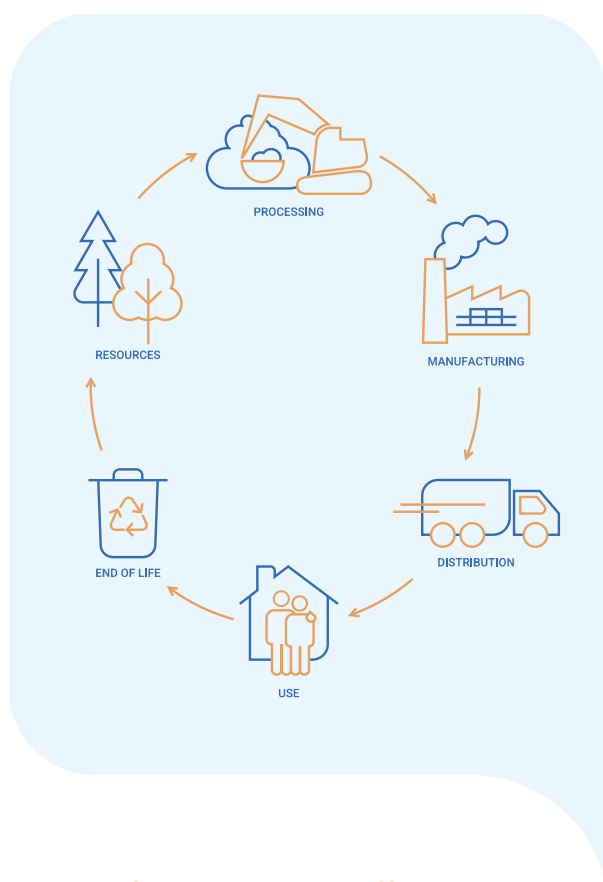 PROCESSING
RESOURCES
MANUFACTURING
END OF LIFE
DISTRIBUTION
USE